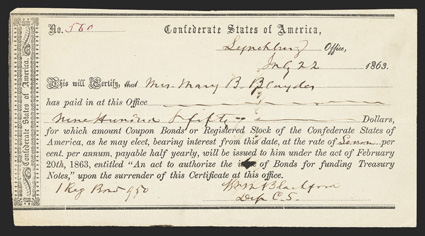 No. 560
Confederate States of America,
Lynchburg Office,
July 22 1863.
This will Certify, that Mrs. Mary B. Blaydes
has paid in at this Office
nine Hundred & fifty Dollars,
for which amount Coupon Bonds or Registered Stock of the Confederate States of
America, as he may elect, bearing interest from this date, at the rate of Seven per
cent. per annum, payable half yearly, will be issued to him under the act of February
20th, 1863, entitled "An act to authorize the of Bonds for funding Treasury
Notes," upon the surrender of this Certificate at this office.
1 Reg Bond 950 Blackford
Dep C.S.
Confederate States of America.